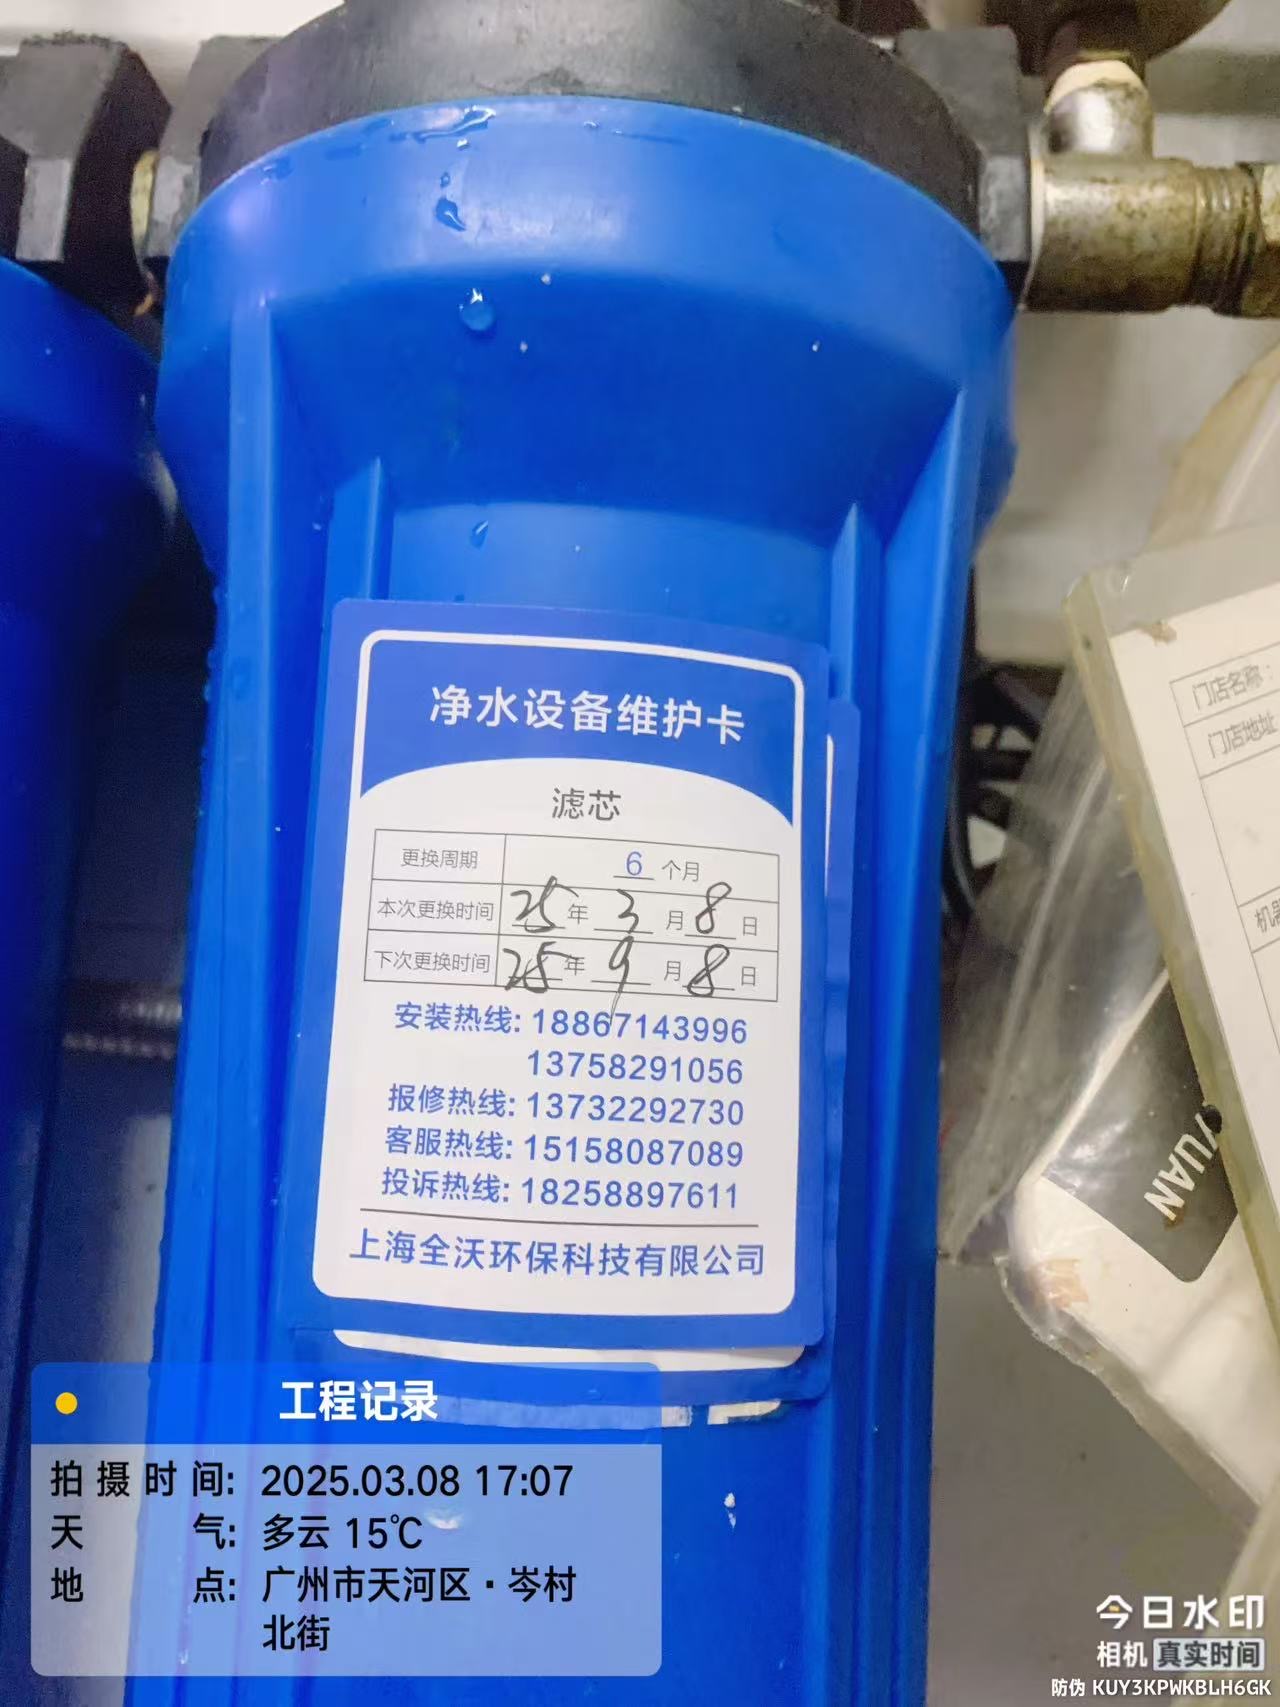 净水设备维护卡
滤芯
更换周期 6 个月
本次更换时间 25 年 3 月 8 日
下次更换时间 25 年 9 月 8 日
安装热线: 18867143996
13758291056
报修热线: 13732292730
客服热线: 15158087089
投诉热线: 18258897611
上海全沃环保科技有限公司
门店名称:
门店地址
YUAN
工程记录
拍摄时间: 2025.03.08 17:07
天气: 多云 15℃
地点: 广州市天河区·岑村
北街
今日水印
相机 真实时间
防伪 KUY3KPWKBLH6GK